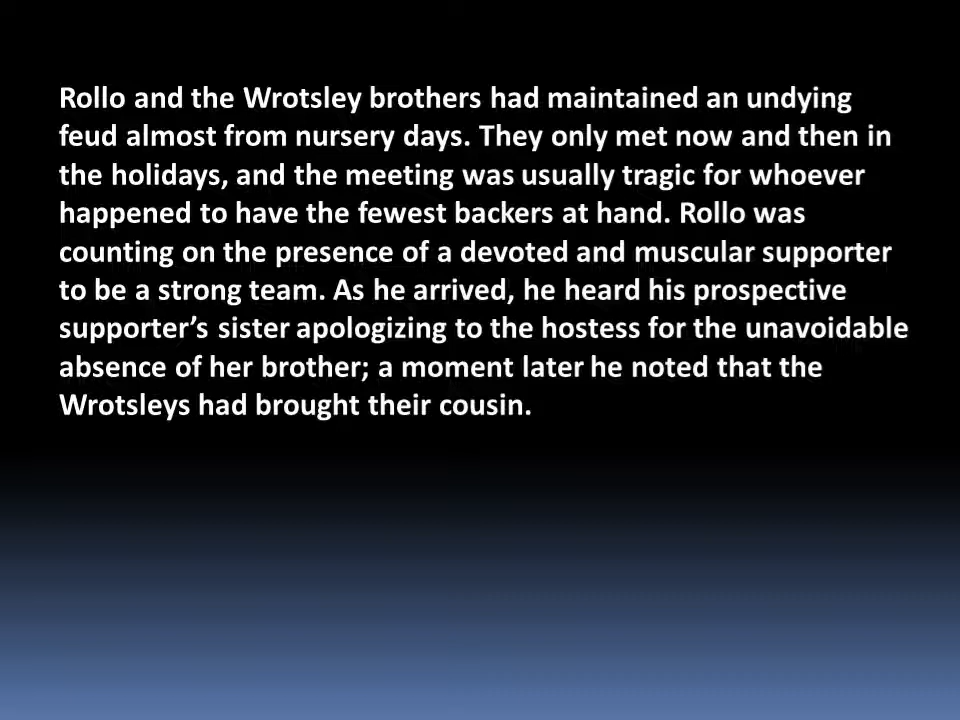 Rollo and the Wrotsley brothers had maintained an undying
feud almost from nursery days. They only met now and then in
the holidays, and the meeting was usually tragic for whoever
happened to have the fewest backers at hand. Rollo was
counting on the presence of a devoted and muscular supporter
to be a strong team. As he arrived, he heard his prospective
supporter’s sister apologizing to the hostess for the unavoidable
absence of her brother; a moment later he noted that the
Wrotsleys had brought their cousin.